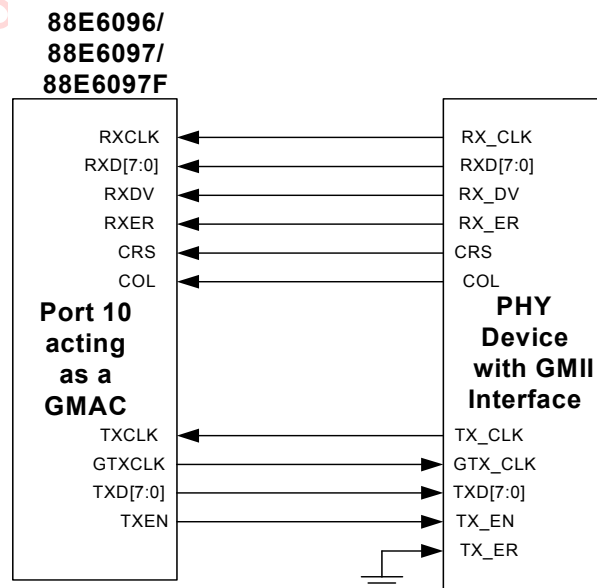 88E6096/
88E6097/
88E6097F
RXCLK
RXD[7:0]
RXDV
RXER
CRS
COL
Port 10
acting
as a
GMAC
TXCLK
GTXCLK
TXD[7:0]
TXEN
RX_CLK
RXD[7:0]
RX_DV
RX_ER
CRS
COL
PHY
Device
with GMII
Interface
TX_CLK
GTX_CLK
TXD[7:0]
TX_EN
TX_ER